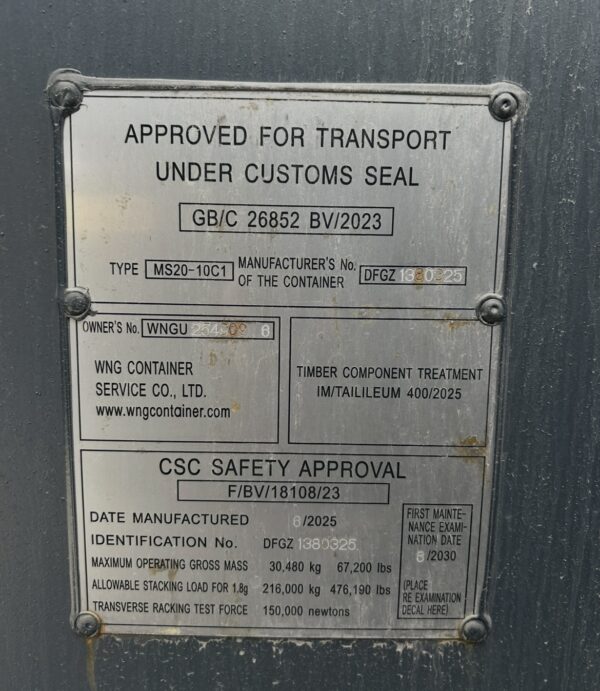 APPROVED FOR TRANSPORT
UNDER CUSTOMS SEAL
GB/C 26852 BV/2023
TYPE MS20-10C1 MANUFACTURER'S No. OF THE CONTAINER DFGZ
OWNER'S No. WNGU
WNG CONTAINER
SERVICE CO., LTD.
www.wngcontainer.com
TIMBER COMPONENT TREATMENT
IM/TAILILEUM 400/2025
CSC SAFETY APPROVAL
F/BV/18108/23
DATE MANUFACTURED 6/2025
IDENTIFICATION No. DFGZ
MAXIMUM OPERATING GROSS MASS 30,480 kg 67,200 lbs
ALLOWABLE STACKING LOAD FOR 1.8g 216,000 kg 476,190 lbs
TRANSVERSE RACKING TEST FORCE 150,000 newtons
FIRST MAINTE-
NANCE EXAMI-
NATION DATE
6/2030
(PLACE
RE EXAMINATION
DECAL HERE)